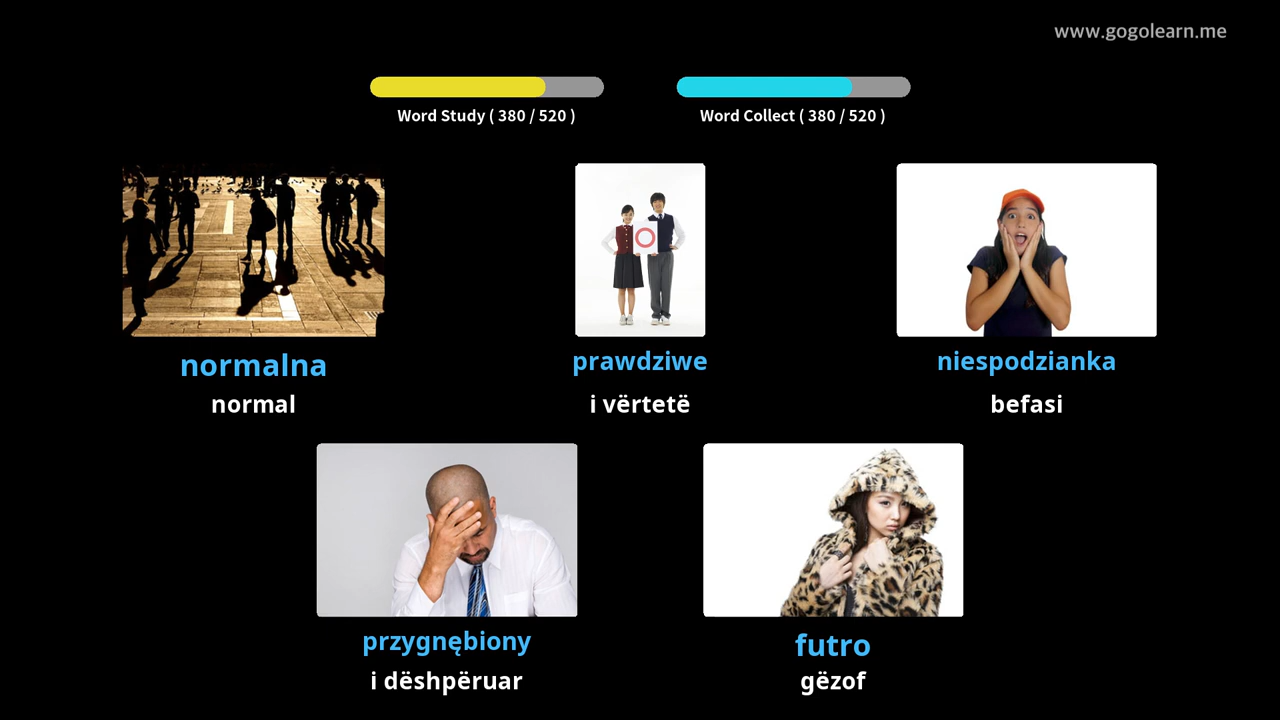 www.gogolearn.me
Word Study ( 380 / 520 )
Word Collect ( 380 / 520 )
normalna
normal
prawdziwe
i vërtetë
niespodzianka
befasi
przygnębiony
i dëshpëruar
futro
gëzof